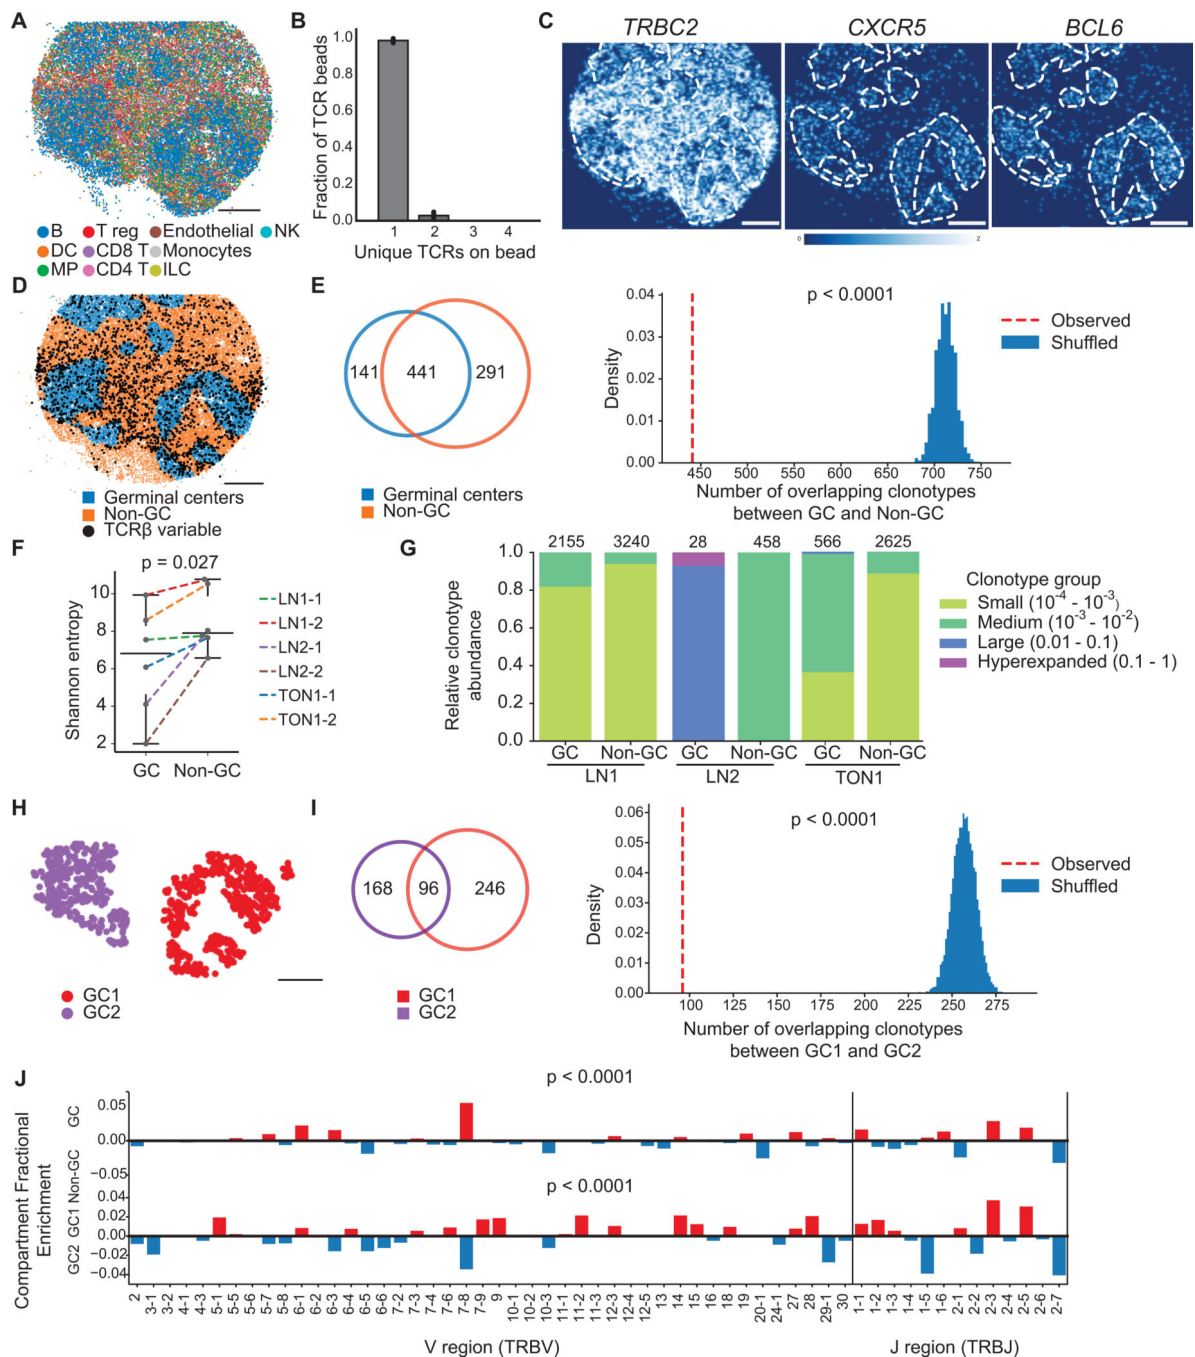 A
B
C
TRBC2 CXCR5 BCL6
Fraction of TCR beads
1.0
0.8
0.6
0.4
0.2
0.0
1 2 3 4
Unique TCRs on bead
0 2
B T reg Endothelial NK
DC CD8 T Monocytes
MP CD4 T ILC
D
Germinal centers
Non-GC
TCRβ variable
E
141 441 291
Germinal centers
Non-GC
p < 0.0001
Density
0.04
0.03
0.02
0.01
0.00
450 500 550 600 650 700 750
Number of overlapping clonotypes
between GC and Non-GC
Observed
Shuffled
F
p = 0.027
Shannon entropy
10
8
6
4
2
GC Non-GC
LN1-1
LN1-2
LN2-1
LN2-2
TON1-1
TON1-2
G
2155 3240 28 458 566 2625
Relative clonotype
abundance
1.0
0.8
0.6
0.4
0.2
0.0
GC Non-GC GC Non-GC GC Non-GC
LN1 LN2 TON1
Clonotype group
Small (10⁻⁴ - 10⁻³)
Medium (10⁻³ - 10⁻²)
Large (0.01 - 0.1)
Hyperexpanded (0.1 - 1)
H
GC1
GC2
I
168 96 246
GC1
GC2
p < 0.0001
Density
0.06
0.05
0.04
0.03
0.02
0.01
0.00
100 125 150 175 200 225 250 275
Number of overlapping clonotypes
between GC1 and GC2
Observed
Shuffled
J
p < 0.0001
Compartment Fractional
Enrichment
GC
Non-GC
0.05
0.00
−0.05
p < 0.0001
GC1
GC2
0.04
0.02
0.00
−0.02
−0.04
2 3-1 3-2 4-1 4-3 5-1 5-5 5-6 5-7 5-8 6-1 6-2 6-3 6-4 6-5 6-6 7-2 7-3 7-4 7-6 7-8 7-9 9 10-1 10-2 10-3 11-1 11-2 11-3 12-3 12-4 12-5 13 14 15 16 18 19 20-1 24-1 27 28 29-1 30 1-1 1-2 1-3 1-4 1-5 1-6 2-1 2-2 2-3 2-4 2-5 2-6 2-7
V region (TRBV) J region (TRBJ)